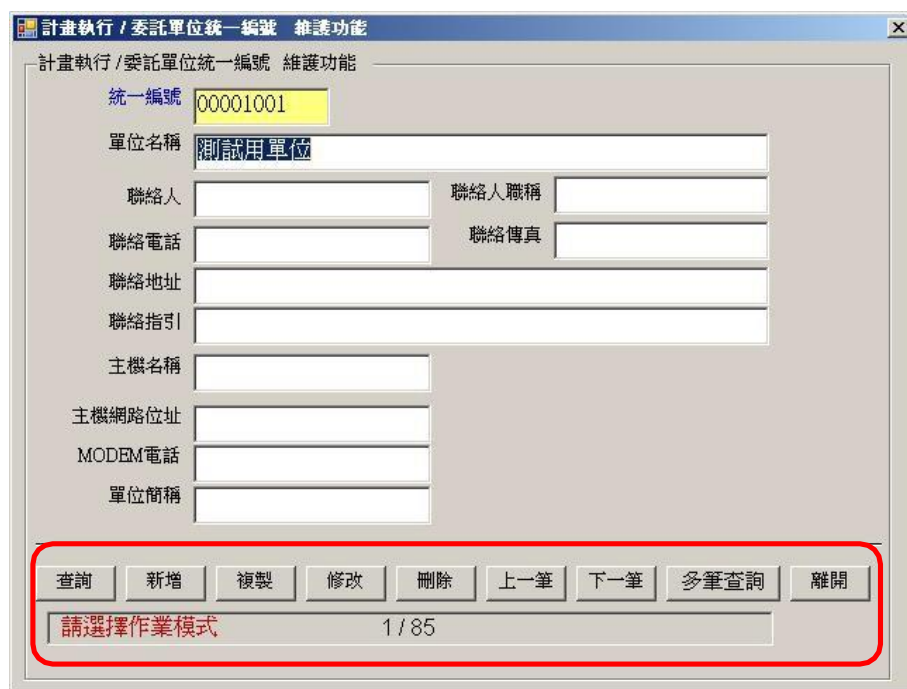 計畫執行 / 委託單位統一編號 維護功能
計畫執行 /委託單位統一編號 維護功能
統一編號 00001001
單位名稱 測試用單位
聯絡人 聯絡人職稱
聯絡電話 聯絡傳真
聯絡地址
聯絡指引
主機名稱
主機網路位址
MODEM電話
單位簡稱
查詢 新增 複製 修改 刪除 上一筆 下一筆 多筆查詢 離開
請選擇作業模式 1 / 85